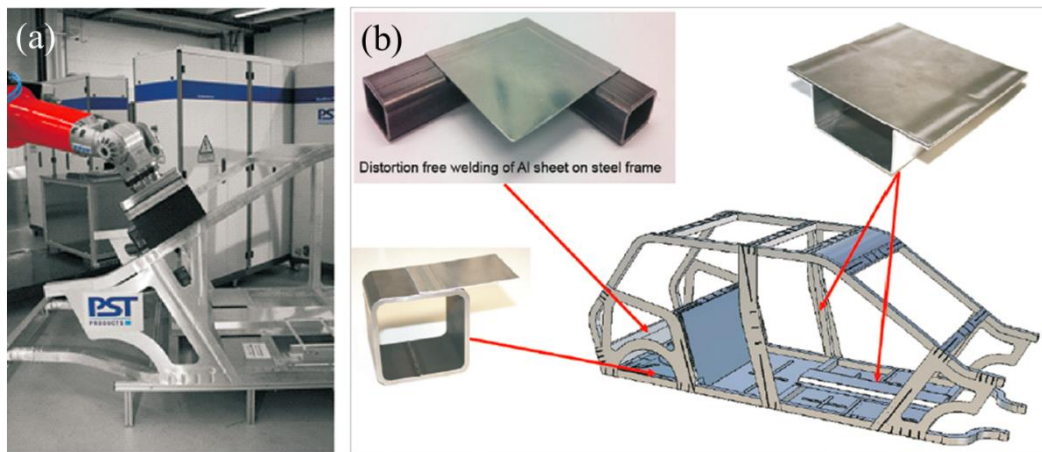 (a)
PST
PST
PRODUCTS
(b)
Distortion free welding of Al sheet on steel frame